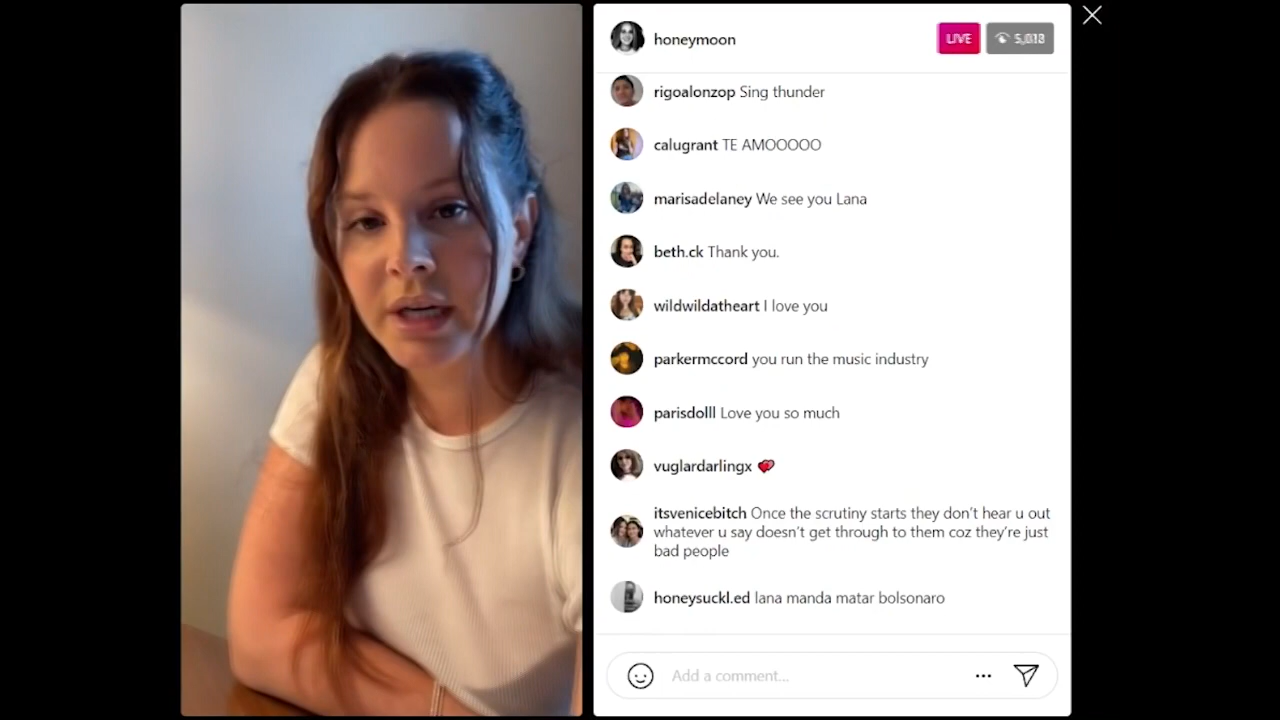 honeymoon
LIVE
5,013
rigoalonzop Sing thunder
calugrant TE AMOOOOO
marisadelaney We see you Lana
beth.ck Thank you.
wildwildatheart I love you
parkermccord you run the music industry
parisdolll Love you so much
vuglardarlingx 💕
itsvenicebitch Once the scrutiny starts they don’t hear u out
whatever u say doesn’t get through to them coz they’re just
bad people
honeysuckl.ed lana manda matar bolsonaro
Add a comment...